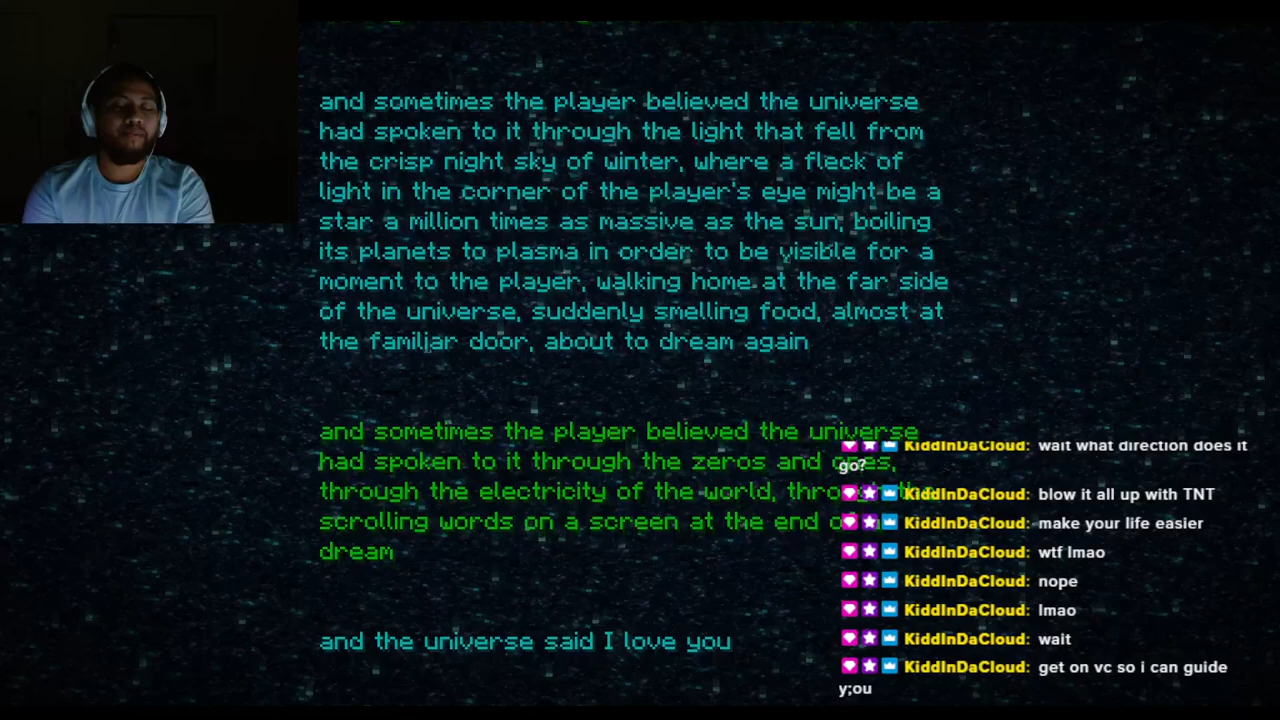 and sometimes the player believed the universe
had spoken to it through the light that fell from
the crisp night sky of winter, where a fleck of
light in the corner of the player's eye might be a
star a million times as massive as the sun, boiling
its planets to plasma in order to be visible for a
moment to the player, walking home at the far side
of the universe, suddenly smelling food, almost at
the familiar door, about to dream again
and sometimes the player believed the universe
had spoken to it through the zeros and ones,
through the electricity of the world, through the
scrolling words on a screen at the end of
dream
and the universe said I love you
KiddInDaCloud: wait what direction does it
go?
KiddInDaCloud: blow it all up with TNT
KiddInDaCloud: make your life easier
KiddInDaCloud: wtf lmao
KiddInDaCloud: nope
KiddInDaCloud: lmao
KiddInDaCloud: wait
KiddInDaCloud: get on vc so i can guide
y;ou